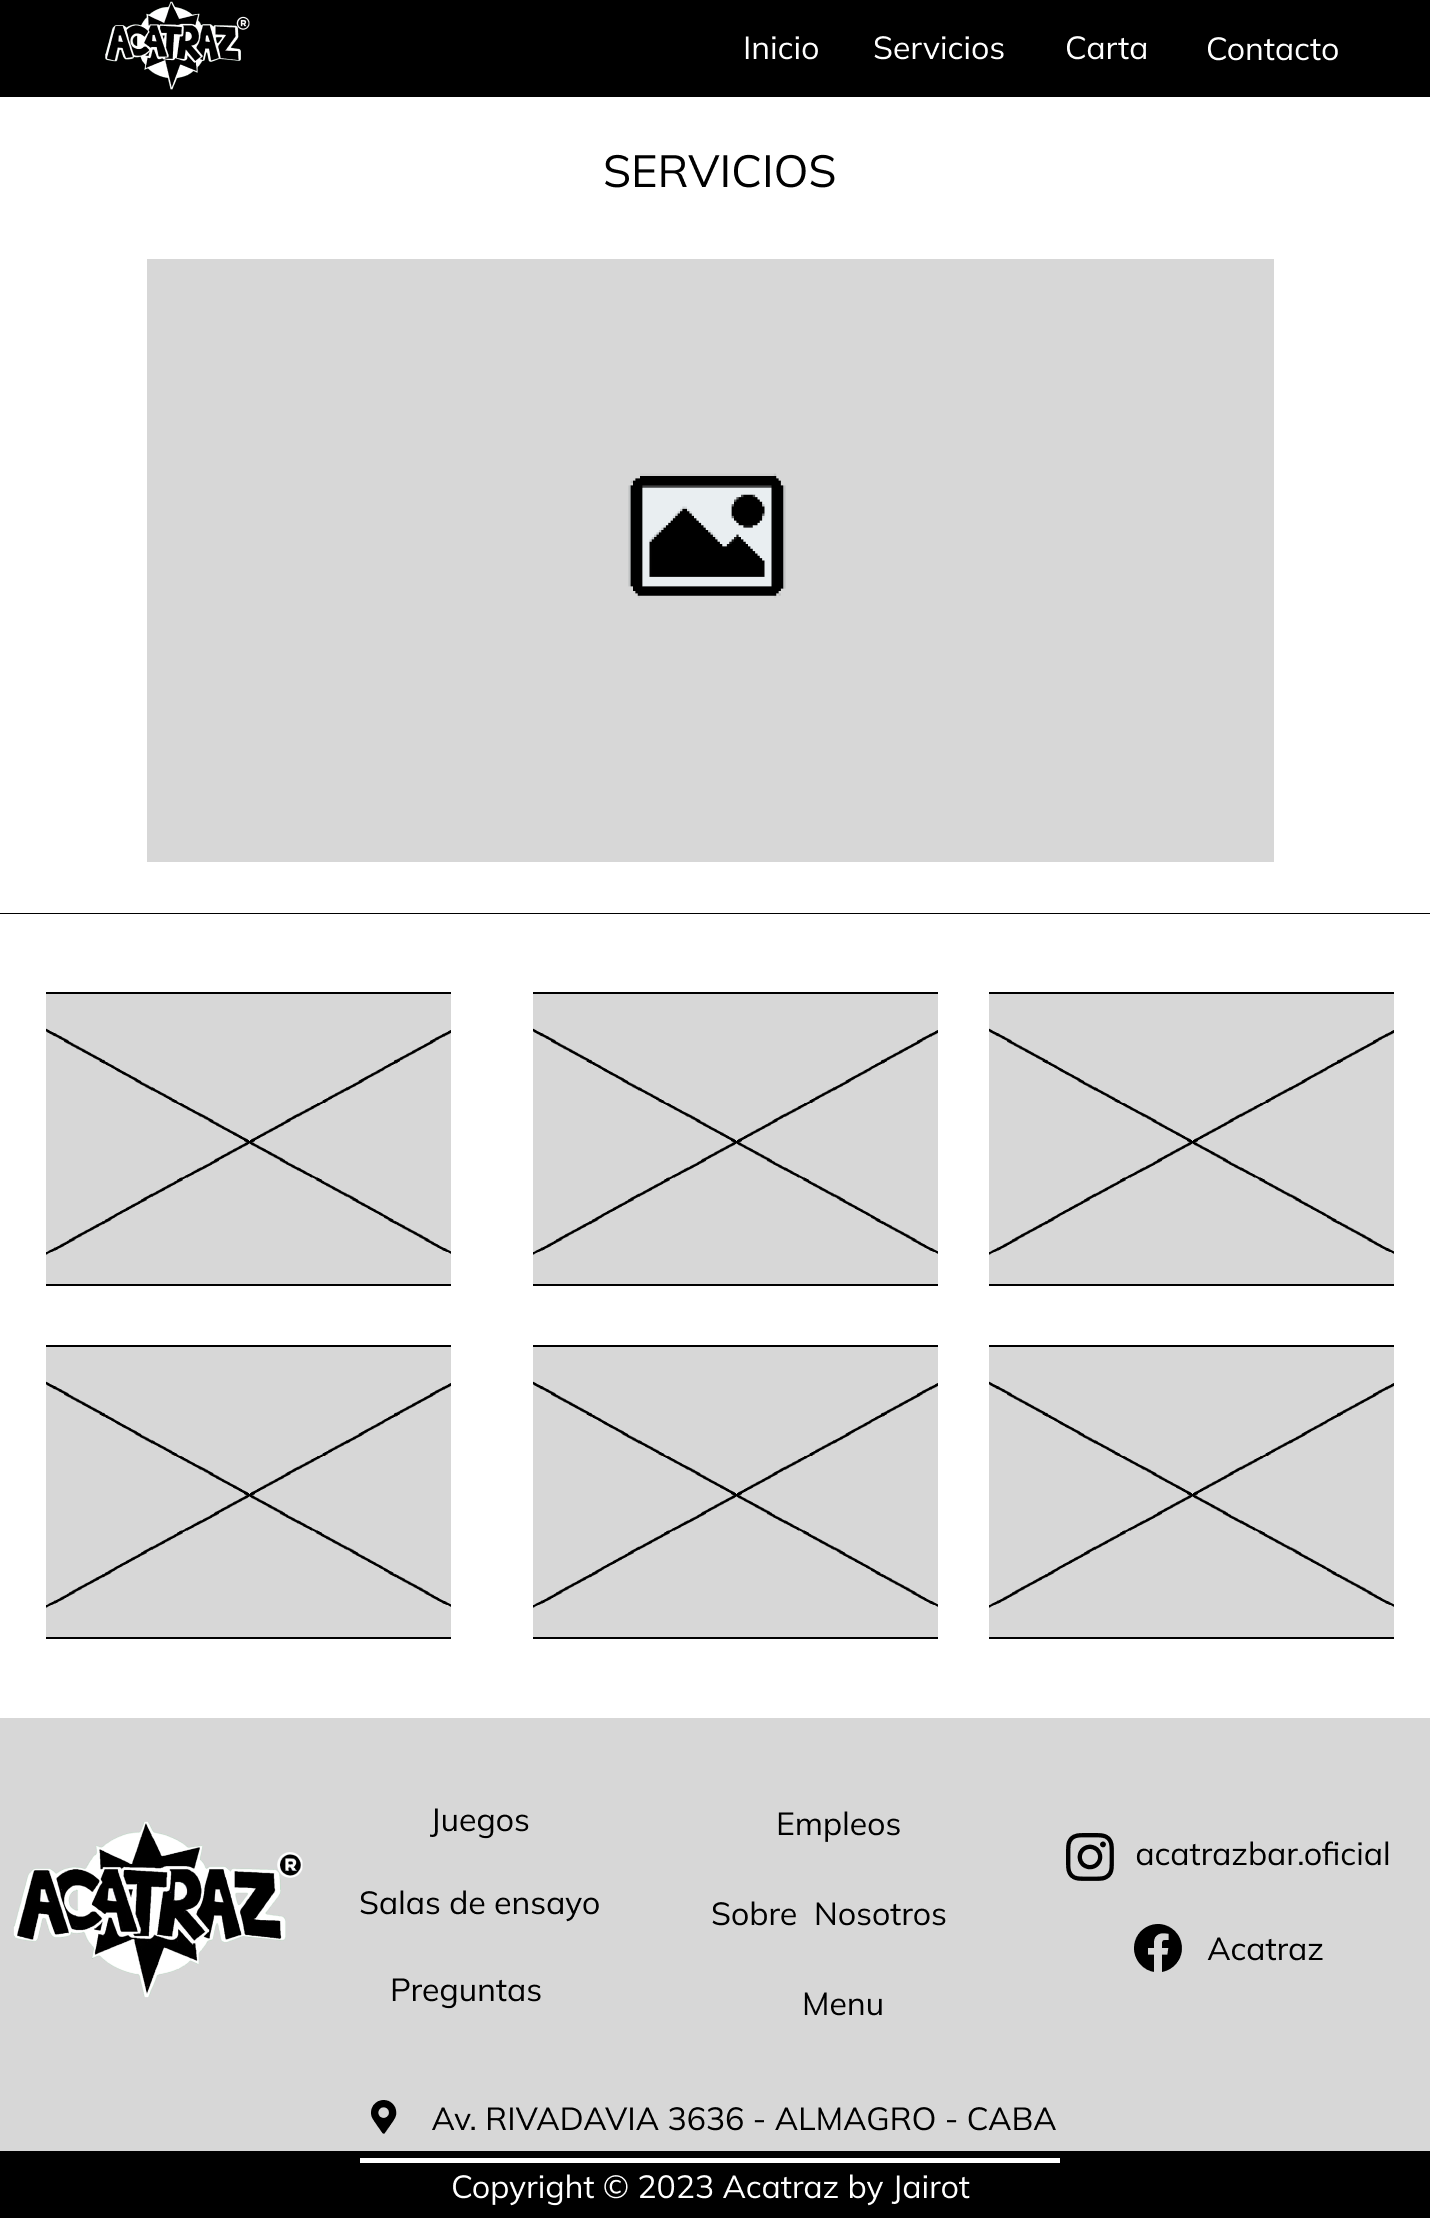 ACATRAZ®
Inicio Servicios Carta Contacto
SERVICIOS
ACATRAZ®
Juegos
Salas de ensayo
Preguntas
Empleos
Sobre Nosotros
Menu
acatrazbar.oficial
Acatraz
Av. RIVADAVIA 3636 - ALMAGRO - CABA
Copyright © 2023 Acatraz by Jairot